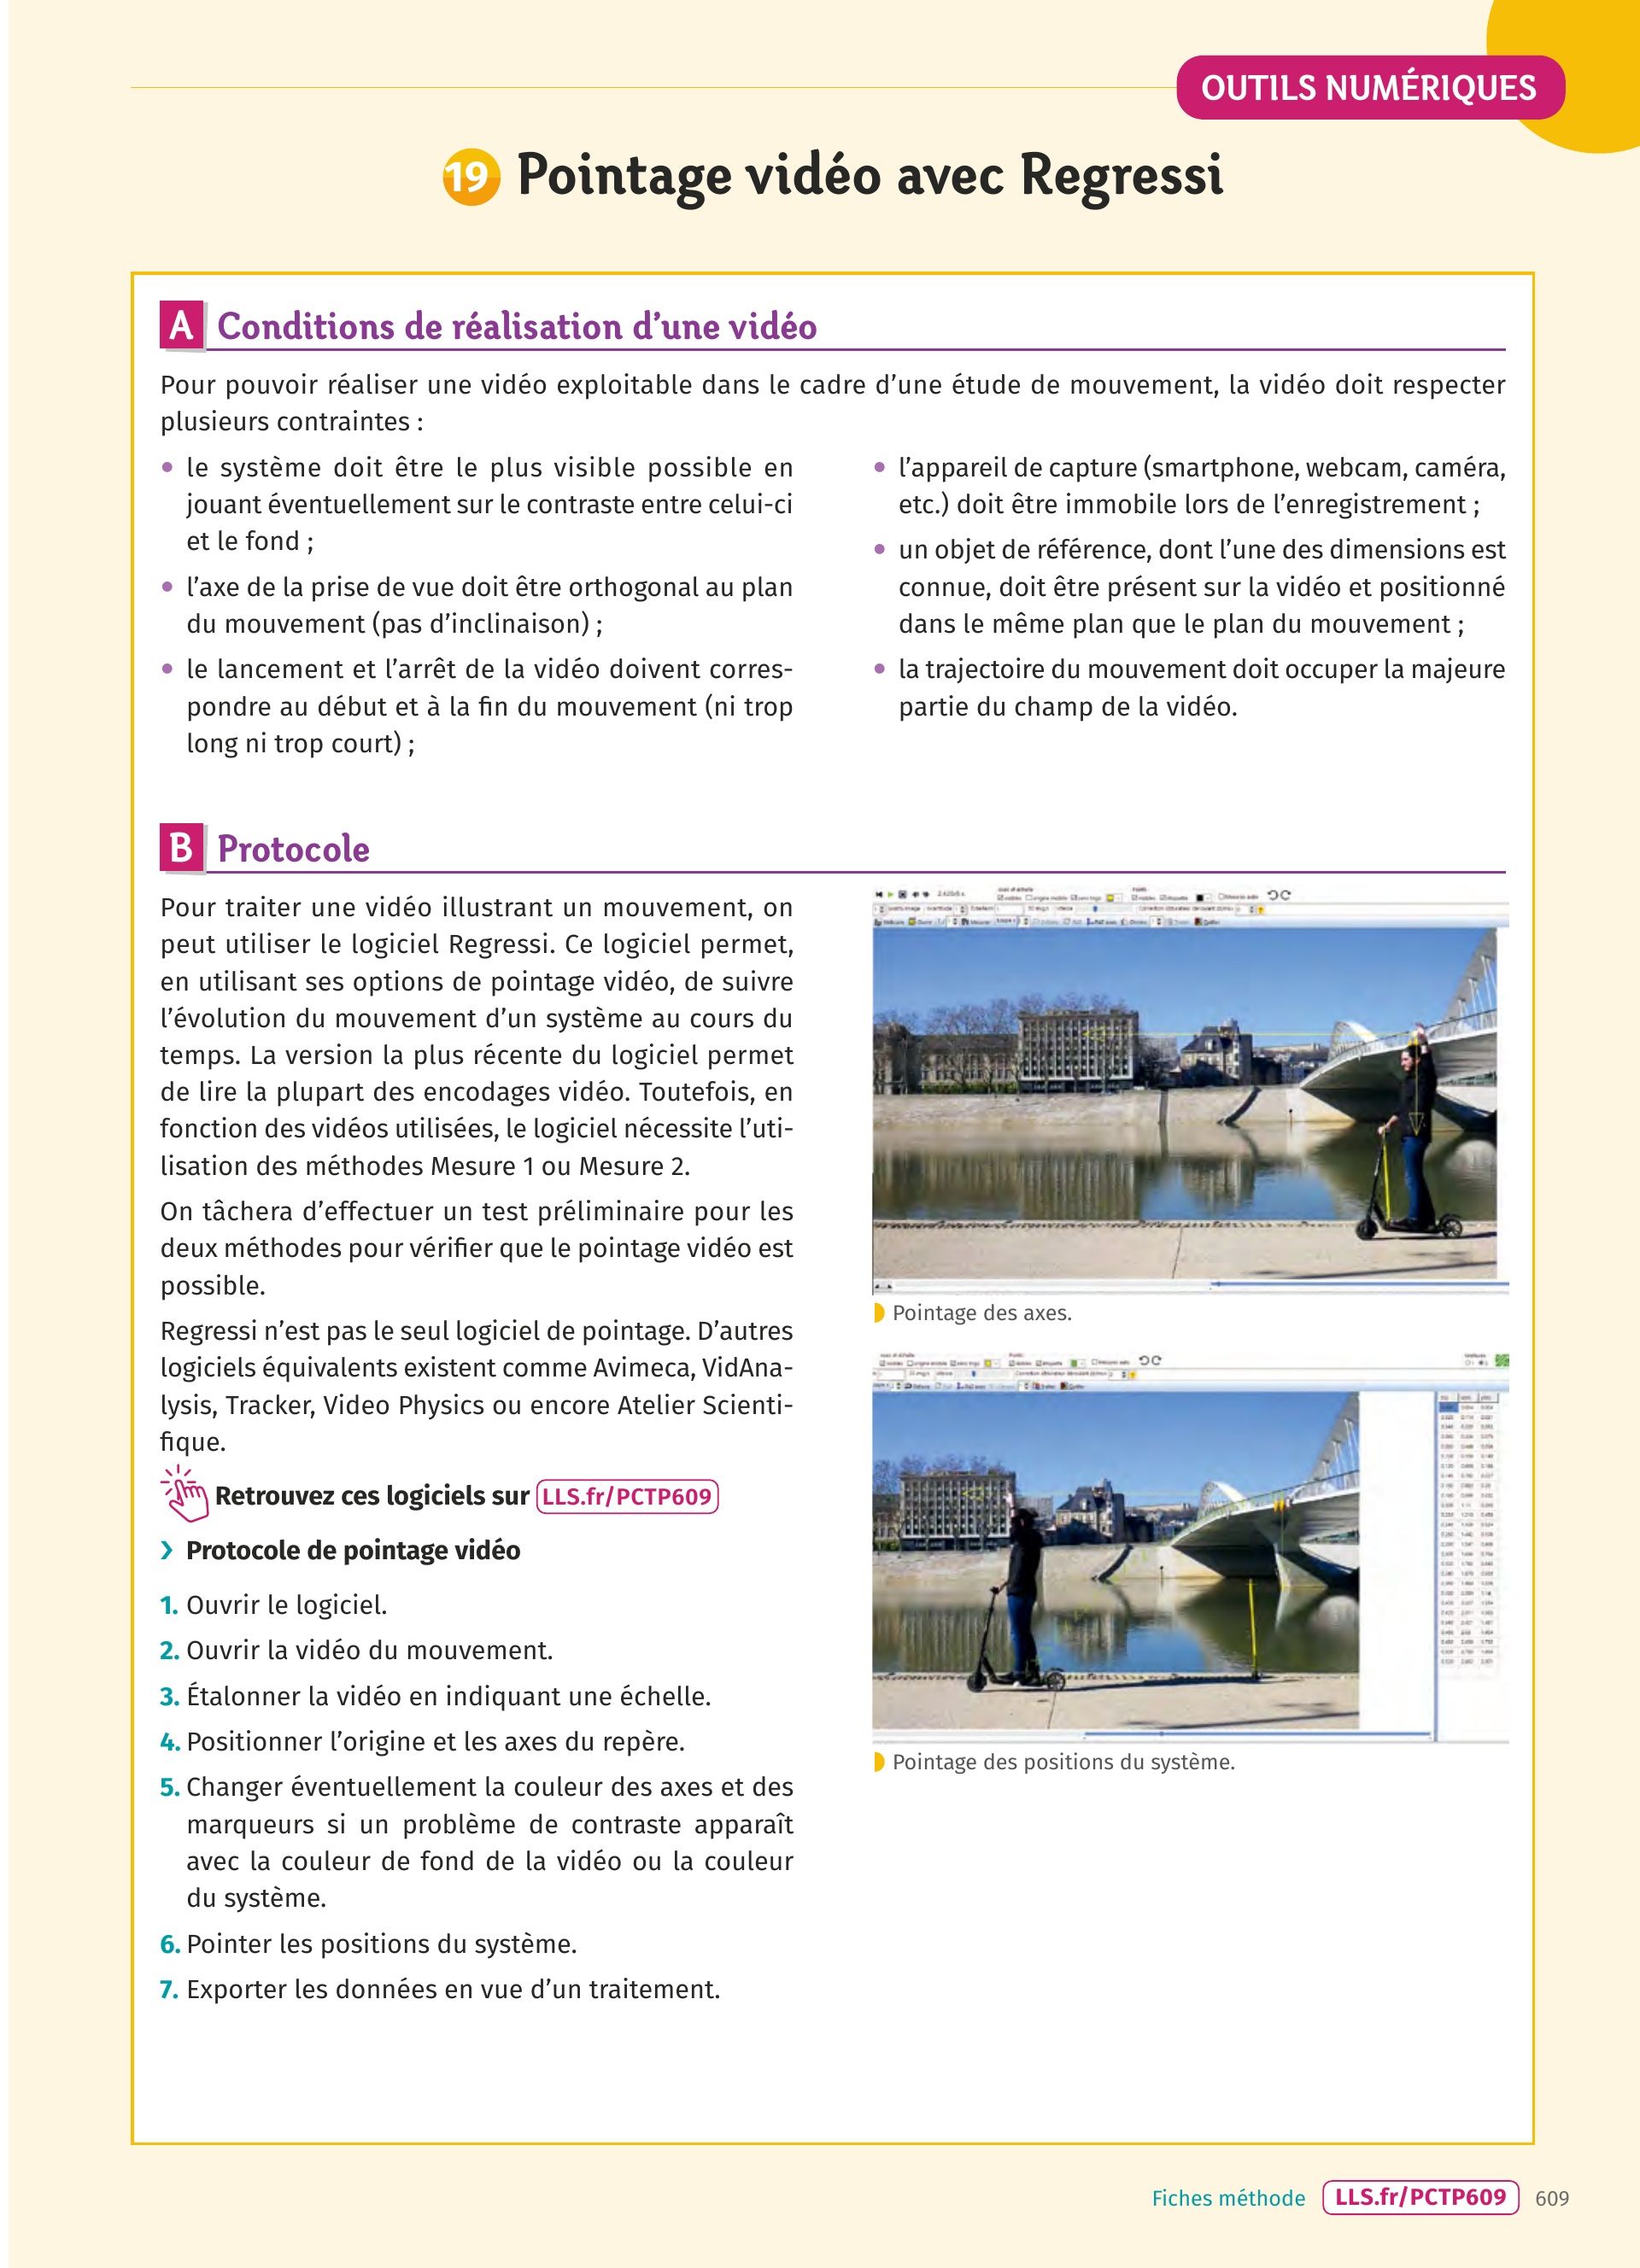 OUTILS NUMÉRIQUES
19 Pointage vidéo avec Regressi
A Conditions de réalisation d’une vidéo
Pour pouvoir réaliser une vidéo exploitable dans le cadre d’une étude de mouvement, la vidéo doit respecter
plusieurs contraintes :
• le système doit être le plus visible possible en
jouant éventuellement sur le contraste entre celui-ci
et le fond ;
• l’axe de la prise de vue doit être orthogonal au plan
du mouvement (pas d’inclinaison) ;
• le lancement et l’arrêt de la vidéo doivent corres-
pondre au début et à la fin du mouvement (ni trop
long ni trop court) ;
• l’appareil de capture (smartphone, webcam, caméra,
etc.) doit être immobile lors de l’enregistrement ;
• un objet de référence, dont l’une des dimensions est
connue, doit être présent sur la vidéo et positionné
dans le même plan que le plan du mouvement ;
• la trajectoire du mouvement doit occuper la majeure
partie du champ de la vidéo.
B Protocole
Pour traiter une vidéo illustrant un mouvement, on
peut utiliser le logiciel Regressi. Ce logiciel permet,
en utilisant ses options de pointage vidéo, de suivre
l’évolution du mouvement d’un système au cours du
temps. La version la plus récente du logiciel permet
de lire la plupart des encodages vidéo. Toutefois, en
fonction des vidéos utilisées, le logiciel nécessite l’uti-
lisation des méthodes Mesure 1 ou Mesure 2.
On tâchera d’effectuer un test préliminaire pour les
deux méthodes pour vérifier que le pointage vidéo est
possible.
Regressi n’est pas le seul logiciel de pointage. D’autres
logiciels équivalents existent comme Avimeca, VidAna-
lysis, Tracker, Video Physics ou encore Atelier Scienti-
fique.
Retrouvez ces logiciels sur LLS.fr/PCTP609
› Protocole de pointage vidéo
1. Ouvrir le logiciel.
2. Ouvrir la vidéo du mouvement.
3. Étalonner la vidéo en indiquant une échelle.
4. Positionner l’origine et les axes du repère.
5. Changer éventuellement la couleur des axes et des
marqueurs si un problème de contraste apparaît
avec la couleur de fond de la vidéo ou la couleur
du système.
6. Pointer les positions du système.
7. Exporter les données en vue d’un traitement.
Pointage des axes.
Pointage des positions du système.
Fiches méthode LLS.fr/PCTP609 609